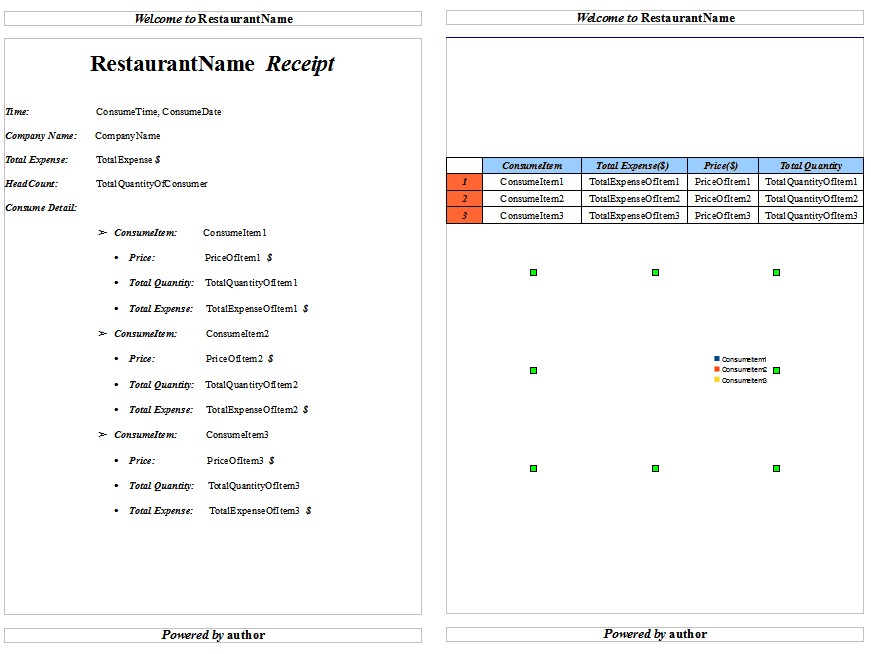 Welcome to RestaurantName
RestaurantName Receipt
Time: ConsumeTime, ConsumeDate
Company Name: CompanyName
Total Expense: TotalExpense $
HeadCount: TotalQuantityOfConsumer
Consume Detail:
➢ ConsumeItem: ConsumeItem1
• Price: PriceOfItem1 $
• Total Quantity: TotalQuantityOfItem1
• Total Expense: TotalExpenseOfItem1 $
➢ ConsumeItem: ConsumeItem2
• Price: PriceOfItem2 $
• Total Quantity: TotalQuantityOfItem2
• Total Expense: TotalExpenseOfItem2 $
➢ ConsumeItem: ConsumeItem3
• Price: PriceOfItem3 $
• Total Quantity: TotalQuantityOfItem3
• Total Expense: TotalExpenseOfItem3 $
Powered by author
Welcome to RestaurantName
ConsumeItem Total Expense($) Price($) Total Quantity
1 ConsumeItem1 TotalExpenseOfItem1 PriceOfItem1 TotalQuantityOfItem1
2 ConsumeItem2 TotalExpenseOfItem2 PriceOfItem2 TotalQuantityOfItem2
3 ConsumeItem3 TotalExpenseOfItem3 PriceOfItem3 TotalQuantityOfItem3
ConsumeItem1
ConsumeItem2
ConsumeItem3
Powered by author